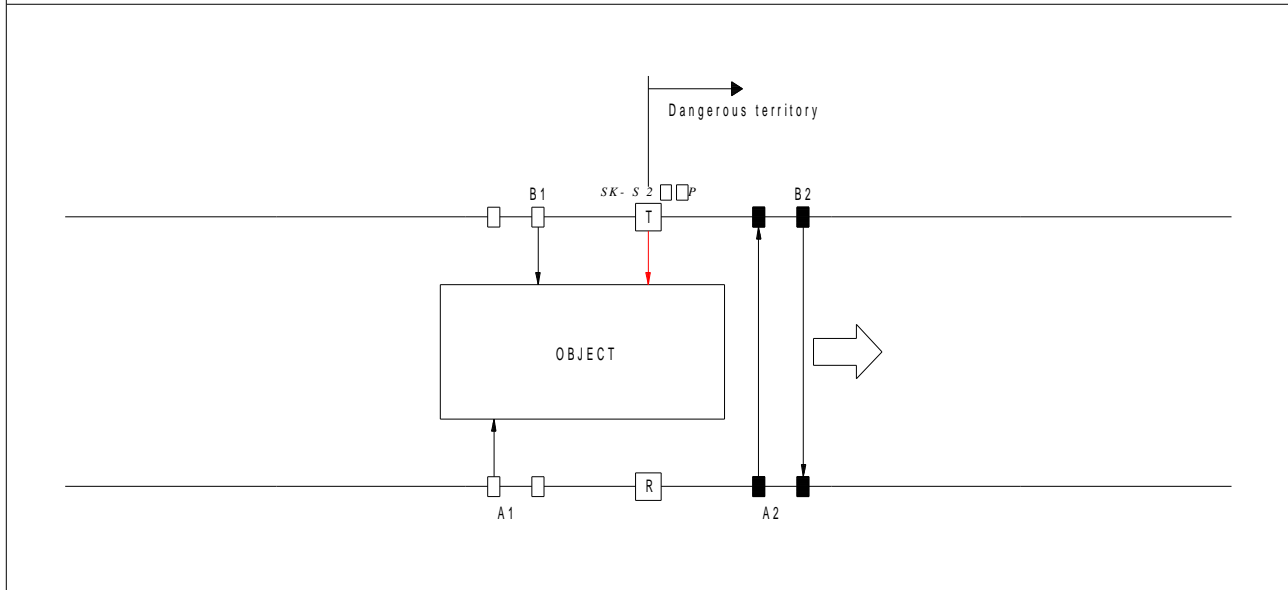 Dangerous territory
SK- S 2 □□P
B1
B2
T
OBJECT
R
A1
A2